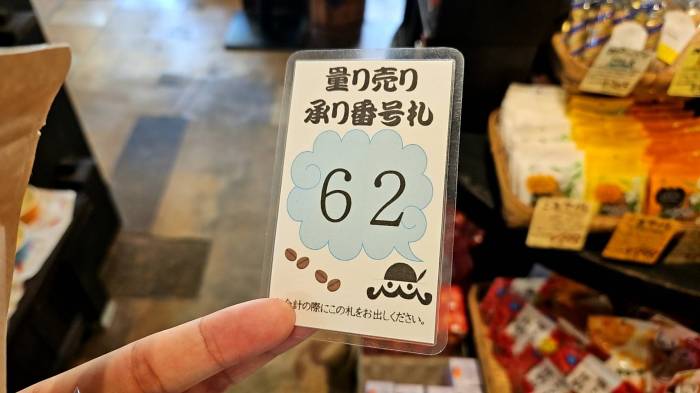 量り売り
承り番号札
62
会計の際にこの札をお出しください。